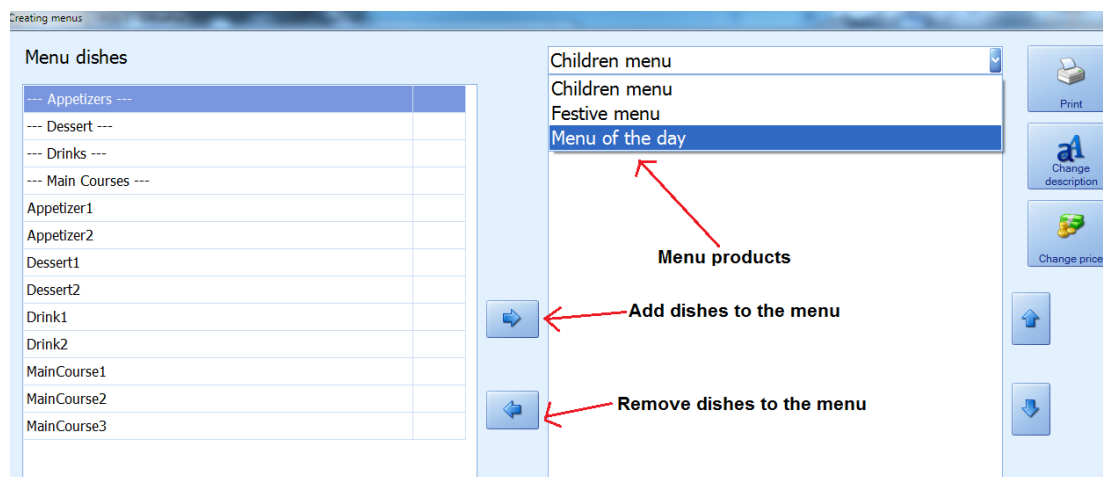 Creating menus
Menu dishes
--- Appetizers ---
--- Dessert ---
--- Drinks ---
--- Main Courses ---
Appetizer1
Appetizer2
Dessert1
Dessert2
Drink1
Drink2
MainCourse1
MainCourse2
MainCourse3
Children menu
Children menu
Festive menu
Menu of the day
Menu products
Add dishes to the menu
Remove dishes to the menu
Print
Change
description
Change price